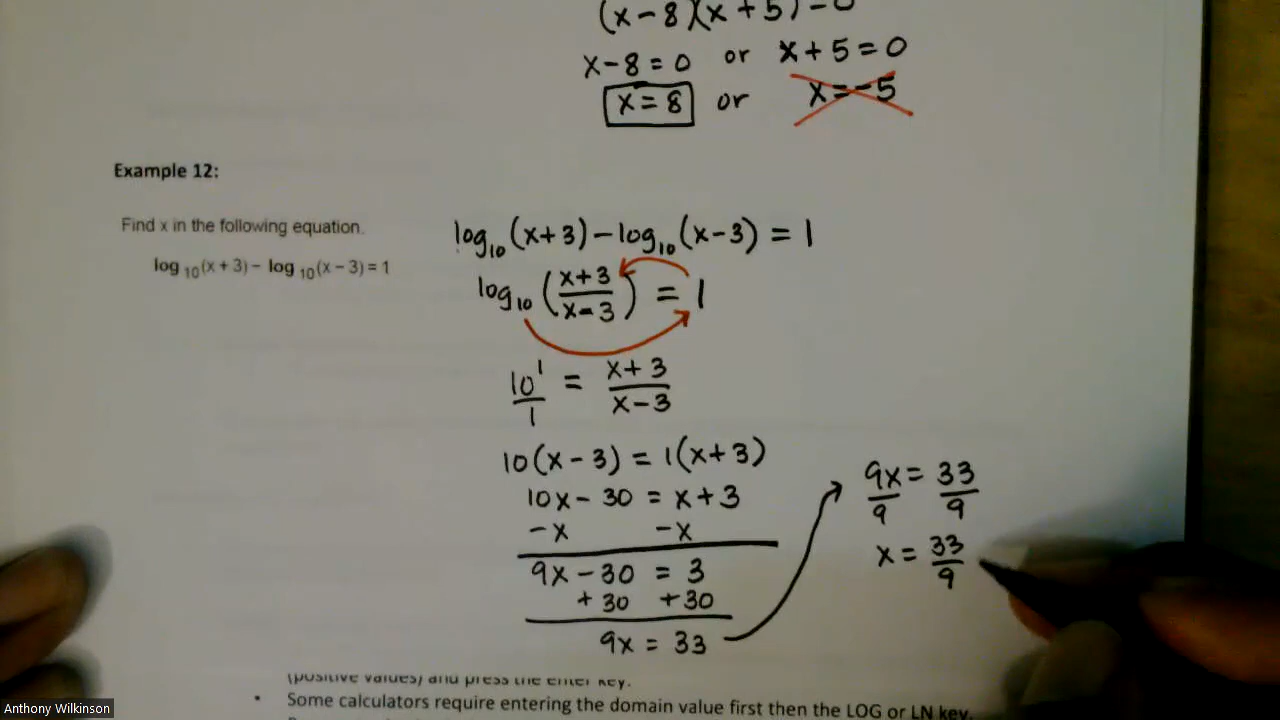 (x-8)(x+5)=0
x-8=0 or x+5=0
x=8 or x=-5
Example 12:
Find x in the following equation.
log 10(x+3) - log 10(x-3)=1
log10(x+3)-log10(x-3)=1
log10(x+3/x-3)=1
10^1/1 = x+3/x-3
10(x-3)=1(x+3)
10x-30=x+3
-x -x
9x-30=3
+30 +30
9x=33
9x/9=33/9
x=33/9
(positive values) and press the enter key.
• Some calculators require entering the domain value first then the LOG or LN key.
Anthony Wilkinson